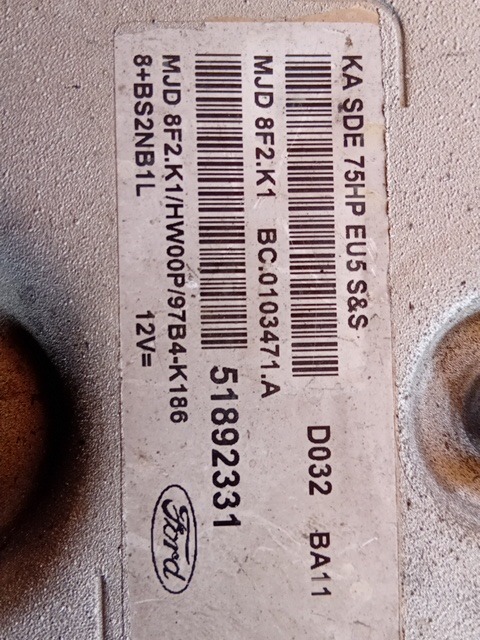 KA SDE 75HP EU5 S&S
D032 BA11
MJD 8F2.K1 BC.0103471.A
51892331
MJD 8F2.K1/HW00P/97B4-K186
8+BS2NB1L 12V=
Ford